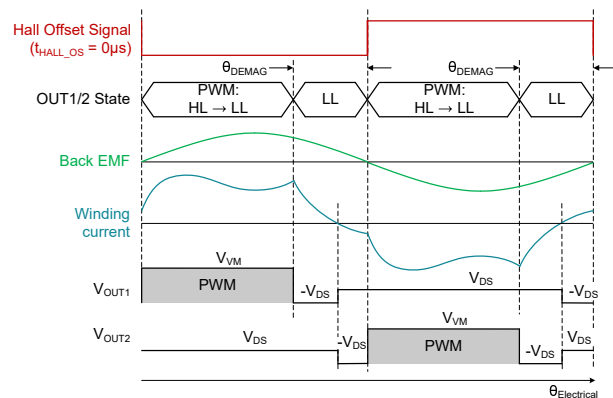 Hall Offset Signal
(tHALL_OS = 0µs)
θDEMAG
θDEMAG
OUT1/2 State
PWM:
HL → LL
LL
PWM:
HL → LL
LL
Back EMF
Winding
current
VVM
VOUT1
PWM
-VDS
VDS
-VDS
VOUT2
VDS
-VDS
VVM
PWM
-VDS
VDS
θElectrical